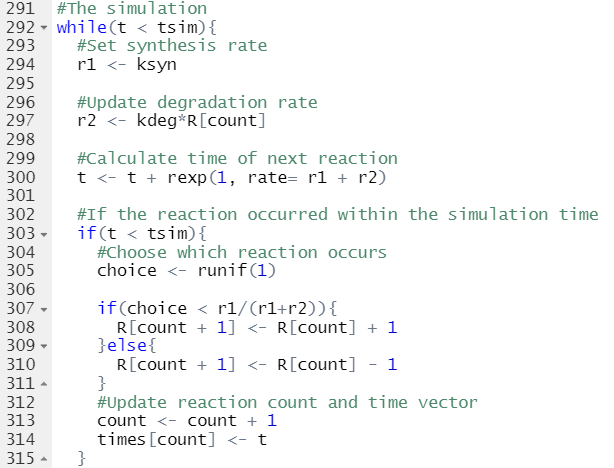 291 #The simulation
292 while(t < tsim){
293 #Set synthesis rate
294 r1 <- ksyn
295
296 #Update degradation rate
297 r2 <- kdeg*R[count]
298
299 #Calculate time of next reaction
300 t <- t + rexp(1, rate= r1 + r2)
301
302 #If the reaction occurred within the simulation time
303 if(t < tsim){
304 #Choose which reaction occurs
305 choice <- runif(1)
306
307 if(choice < r1/(r1+r2)){
308 R[count + 1] <- R[count] + 1
309 }else{
310 R[count + 1] <- R[count] - 1
311 }
312 #Update reaction count and time vector
313 count <- count + 1
314 times[count] <- t
315 }